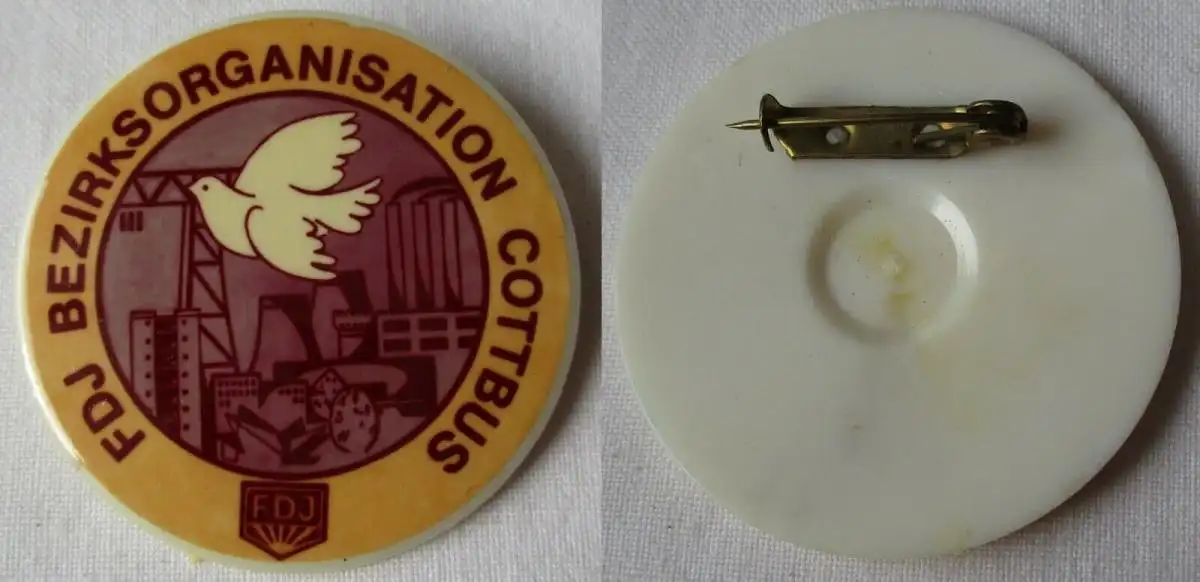 FDJ BEZIRKSORGANISATION COTTBUS
FDJ